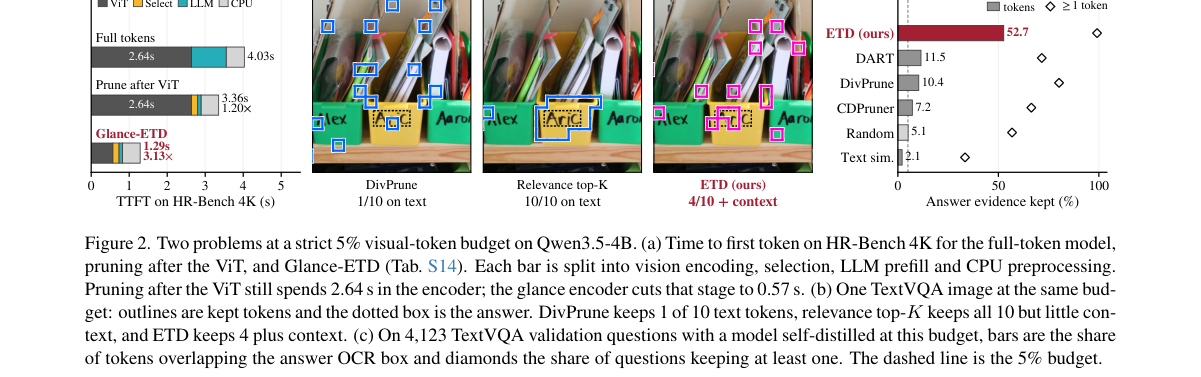 ViT Select LLM CPU
Full tokens
2.64s 4.03s
Prune after ViT
2.64s 3.36s
1.20×
Glance-ETD
1.29s
3.13×
0 1 2 3 4 5
TTFT on HR-Bench 4K (s)
Alex Aric Aaron
DivPrune
1/10 on text
Alex Aric Aaro
Relevance top-K
10/10 on text
Alex Aric Aaro
ETD (ours)
4/10 + context
tokens ≥ 1 token
ETD (ours) 52.7
DART 11.5
DivPrune 10.4
CDPruner 7.2
Random 5.1
Text sim. 2.1
0 50 100
Answer evidence kept (%)
Figure 2. Two problems at a strict 5% visual-token budget on Qwen3.5-4B. (a) Time to first token on HR-Bench 4K for the full-token model,
pruning after the ViT, and Glance-ETD (Tab. S14). Each bar is split into vision encoding, selection, LLM prefill and CPU preprocessing.
Pruning after the ViT still spends 2.64 s in the encoder; the glance encoder cuts that stage to 0.57 s. (b) One TextVQA image at the same bud-
get: outlines are kept tokens and the dotted box is the answer. DivPrune keeps 1 of 10 text tokens, relevance top-K keeps all 10 but little con-
text, and ETD keeps 4 plus context. (c) On 4,123 TextVQA validation questions with a model self-distilled at this budget, bars are the share
of tokens overlapping the answer OCR box and diamonds the share of questions keeping at least one. The dashed line is the 5% budget.